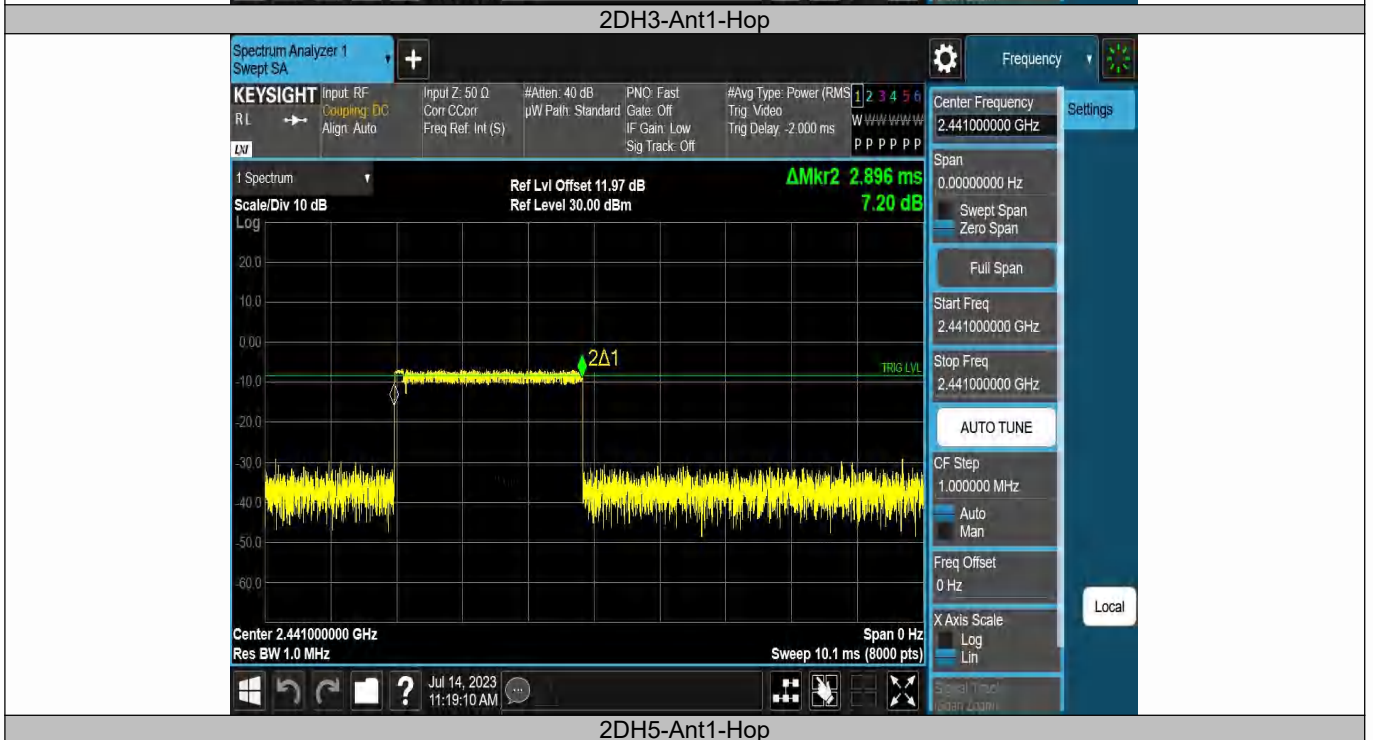 2DH3-Ant1-Hop
Spectrum Analyzer 1
Swept SA
+
Frequency
KEYSIGHT
RL
LXI
Input: RF
Coupling: DC
Align: Auto
Input Z: 50 Ω
Corr CCorr
Freq Ref: Int (S)
#Atten: 40 dB
µW Path: Standard
PNO: Fast
Gate: Off
IF Gain: Low
Sig Track: Off
#Avg Type: Power (RMS
Trig: Video
Trig Delay: -2.000 ms
1 2 3 4 5 6
W W W W W W
P P P P P P
Center Frequency
2.441000000 GHz
Settings
1 Spectrum
Scale/Div 10 dB
Log
Ref Lvl Offset 11.97 dB
Ref Level 30.00 dBm
ΔMkr2 2.896 ms
7.20 dB
Span
0.00000000 Hz
Swept Span
Zero Span
Full Span
Start Freq
2.441000000 GHz
Stop Freq
2.441000000 GHz
AUTO TUNE
CF Step
1.000000 MHz
Auto
Man
Freq Offset
0 Hz
X Axis Scale
Log
Lin
Signal Track
(Span Zoom)
Local
20.0
10.0
0.00
-10.0
-20.0
-30.0
-40.0
-50.0
-60.0
2Δ1
TRIG LVL
Center 2.441000000 GHz
Res BW 1.0 MHz
Span 0 Hz
Sweep 10.1 ms (8000 pts)
?
Jul 14, 2023
11:19:10 AM
2DH5-Ant1-Hop